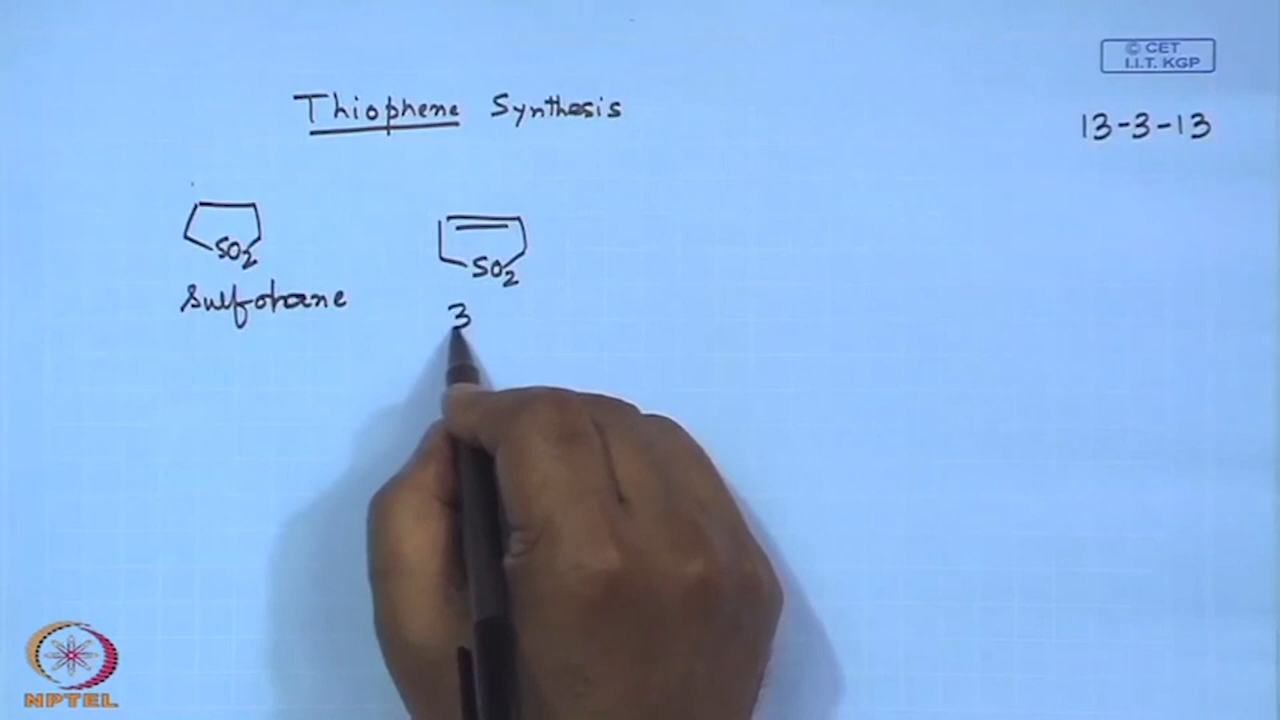 © CET
I.I.T. KGP
Thiophene Synthesis
13-3-13
SO2
SO2
Sulfolane
3
NPTEL